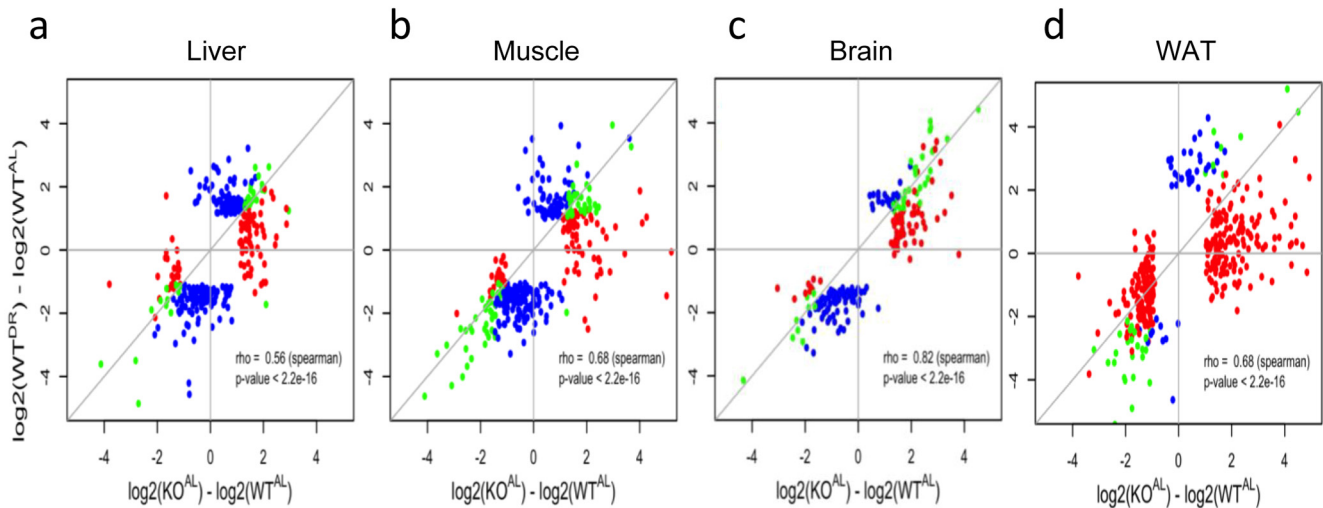 a
Liver
b
Muscle
c
Brain
d
WAT
log2(WT^DR) - log2(WT^AL)
4
2
0
-2
-4
rho = 0.56 (spearman)
p-value < 2.2e-16
-4 -2 0 2 4
log2(KO^AL) - log2(WT^AL)
4
2
0
-2
-4
rho = 0.68 (spearman)
p-value < 2.2e-16
-4 -2 0 2 4
log2(KO^AL) - log2(WT^AL)
4
2
0
-2
-4
rho = 0.82 (spearman)
p-value < 2.2e-16
-4 -2 0 2 4
log2(KO^AL) - log2(WT^AL)
4
2
0
-2
-4
rho = 0.68 (spearman)
p-value < 2.2e-16
-4 -2 0 2 4
log2(KO^AL) - log2(WT^AL)